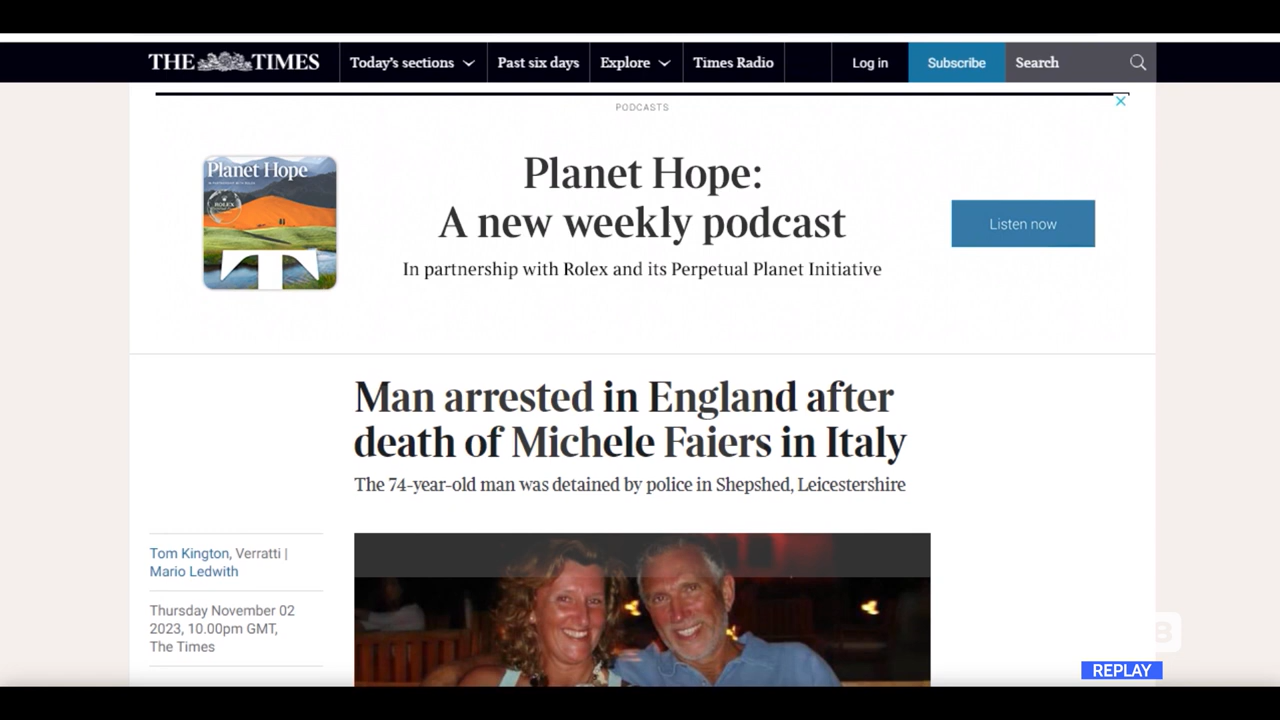 THE TIMES
Today's sections
Past six days
Explore
Times Radio
Log in
Subscribe
Search
PODCASTS
Planet Hope
ROLEX
Planet Hope:
A new weekly podcast
In partnership with Rolex and its Perpetual Planet Initiative
Listen now
Man arrested in England after
death of Michele Faiers in Italy
The 74-year-old man was detained by police in Shepshed, Leicestershire
Tom Kington, Verratti |
Mario Ledwith
Thursday November 02
2023, 10.00pm GMT,
The Times
B
REPLAY